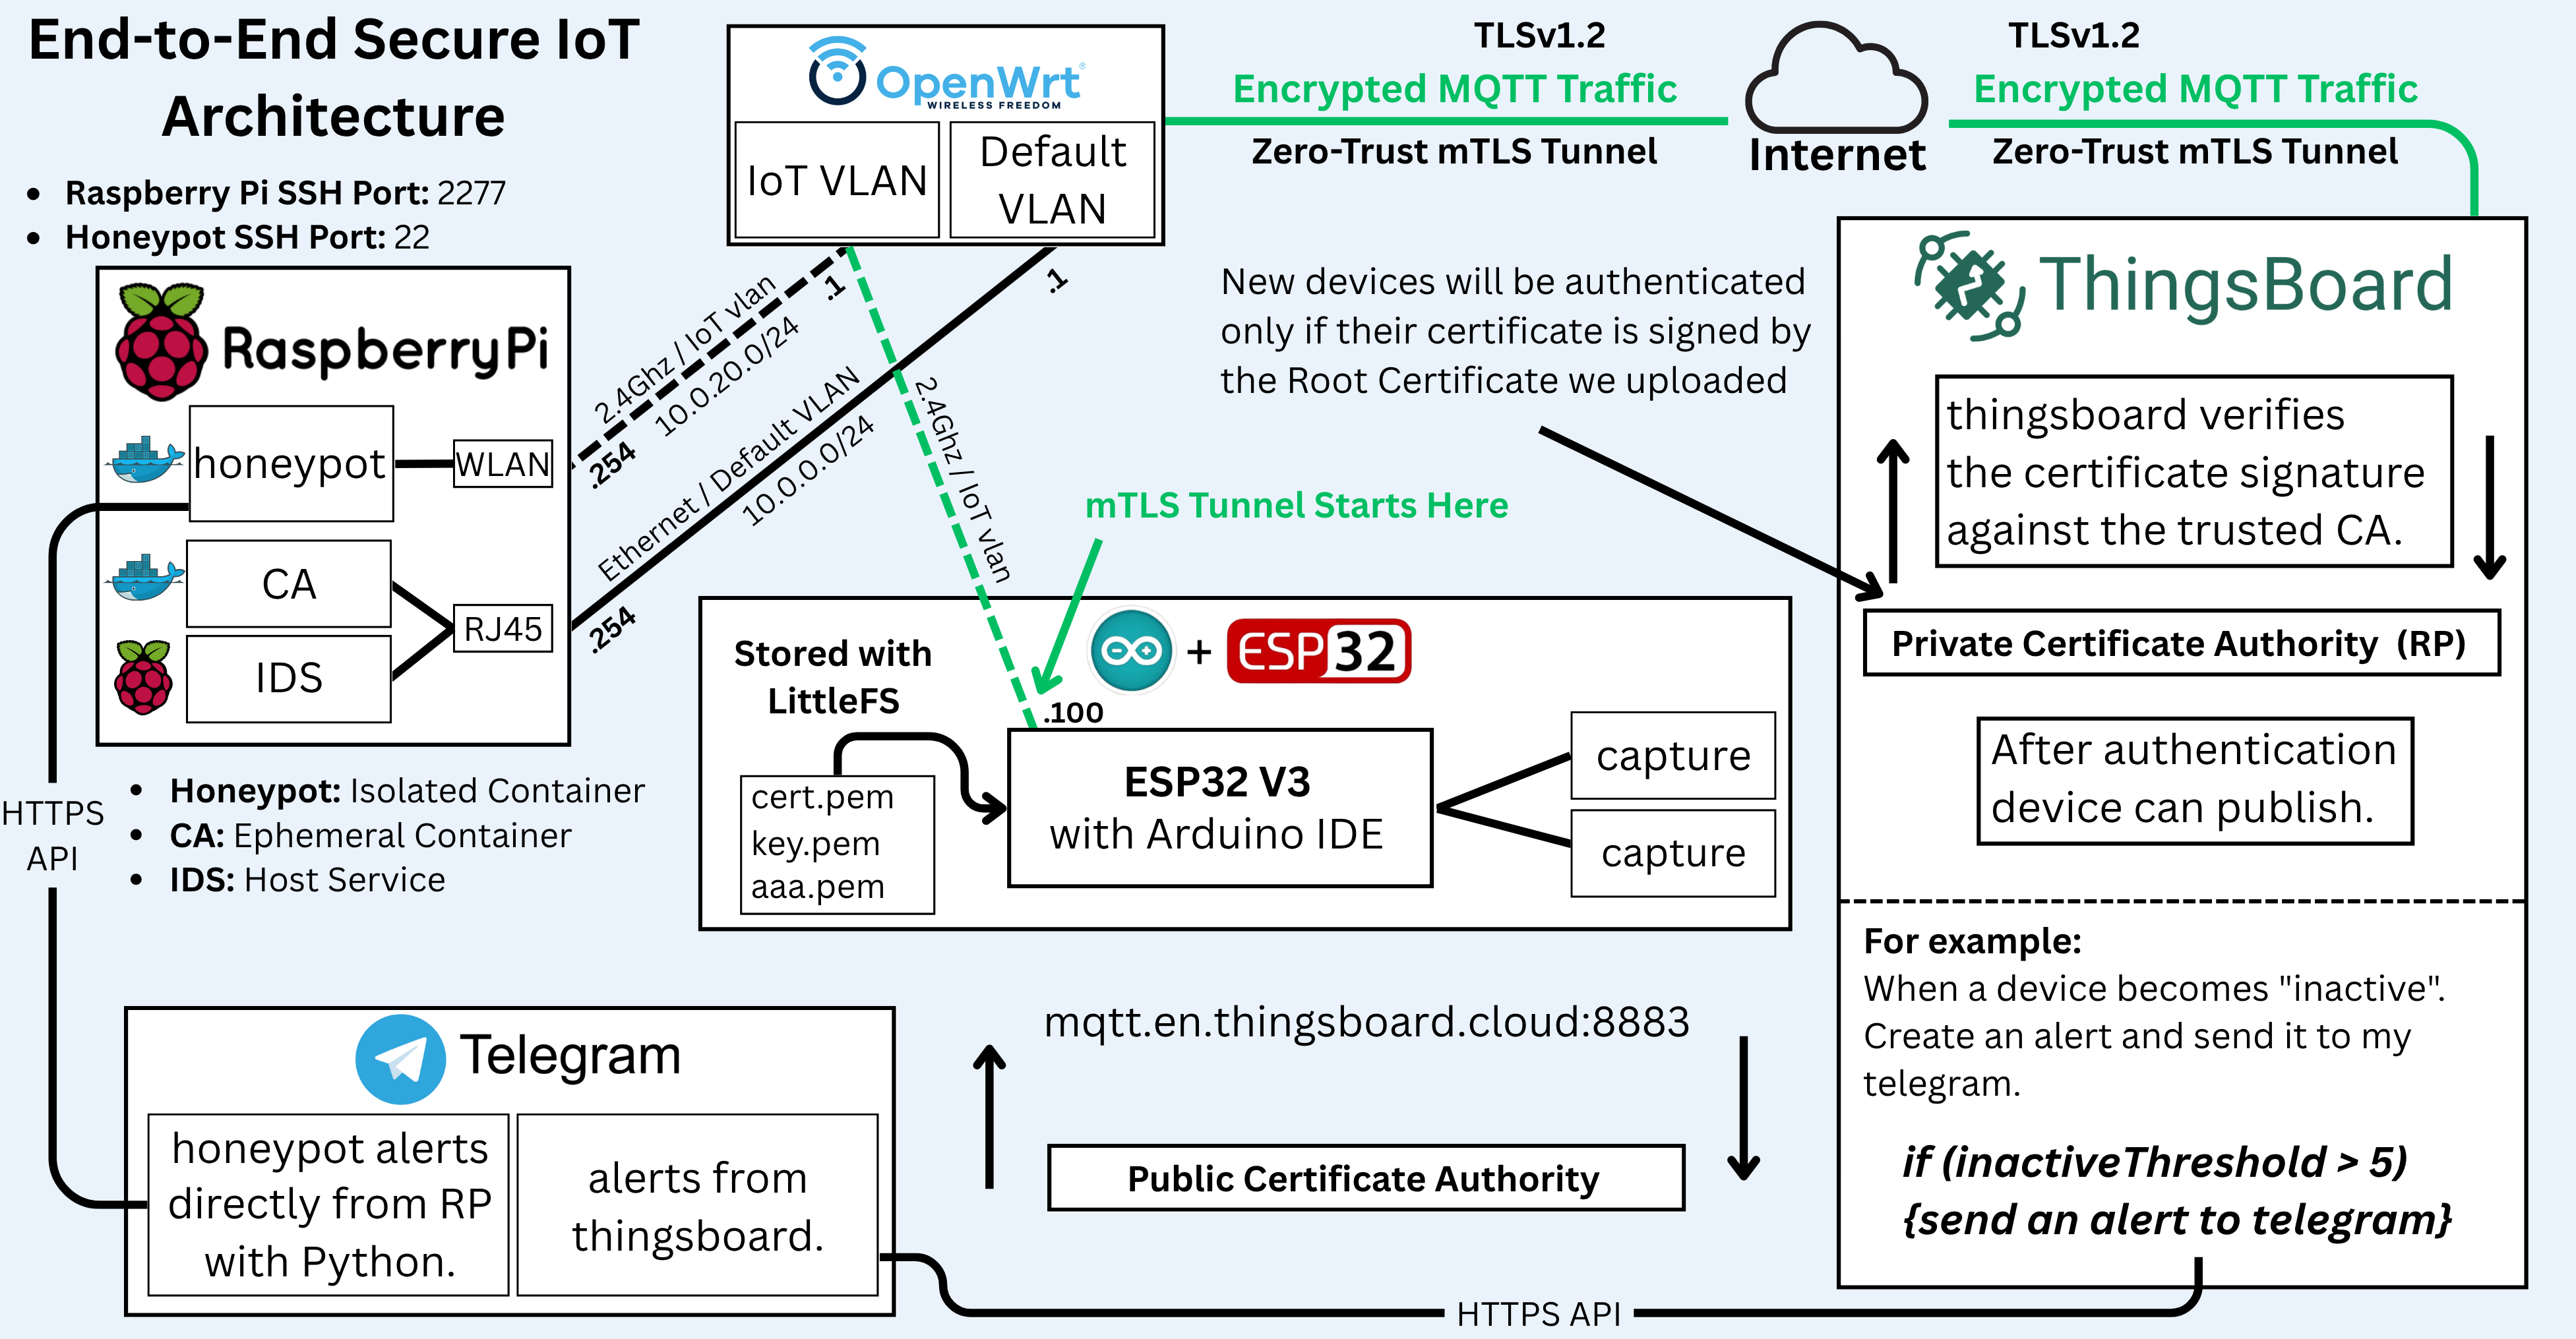 End-to-End Secure IoT
Architecture
• Raspberry Pi SSH Port: 2277
• Honeypot SSH Port: 22
OpenWrt®
WIRELESS FREEDOM
IoT VLAN
Default
VLAN
TLSv1.2
Encrypted MQTT Traffic
Zero-Trust mTLS Tunnel
Internet
TLSv1.2
Encrypted MQTT Traffic
Zero-Trust mTLS Tunnel
RaspberryPi
honeypot
WLAN
CA
RJ45
IDS
2.4Ghz / IoT vlan
10.0.20.0/24
.1
.254
Ethernet / Default VLAN
10.0.0.0/24
.1
.254
2.4Ghz / IoT vlan
New devices will be authenticated
only if their certificate is signed by
the Root Certificate we uploaded
mTLS Tunnel Starts Here
ThingsBoard
thingsboard verifies
the certificate signature
against the trusted CA.
Private Certificate Authority (RP)
After authentication
device can publish.
For example:
When a device becomes "inactive".
Create an alert and send it to my
telegram.
if (inactiveThreshold > 5)
{send an alert to telegram}
Stored with
LittleFS
+
ESP32
.100
cert.pem
key.pem
aaa.pem
ESP32 V3
with Arduino IDE
capture
capture
HTTPS
API
• Honeypot: Isolated Container
• CA: Ephemeral Container
• IDS: Host Service
Telegram
honeypot alerts
directly from RP
with Python.
alerts from
thingsboard.
mqtt.en.thingsboard.cloud:8883
Public Certificate Authority
HTTPS API